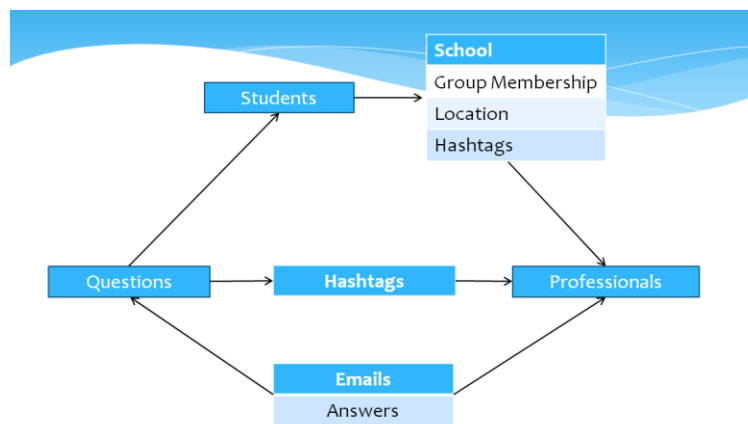 School
Group Membership
Students
Location
Hashtags
Questions
Hashtags
Professionals
Emails
Answers